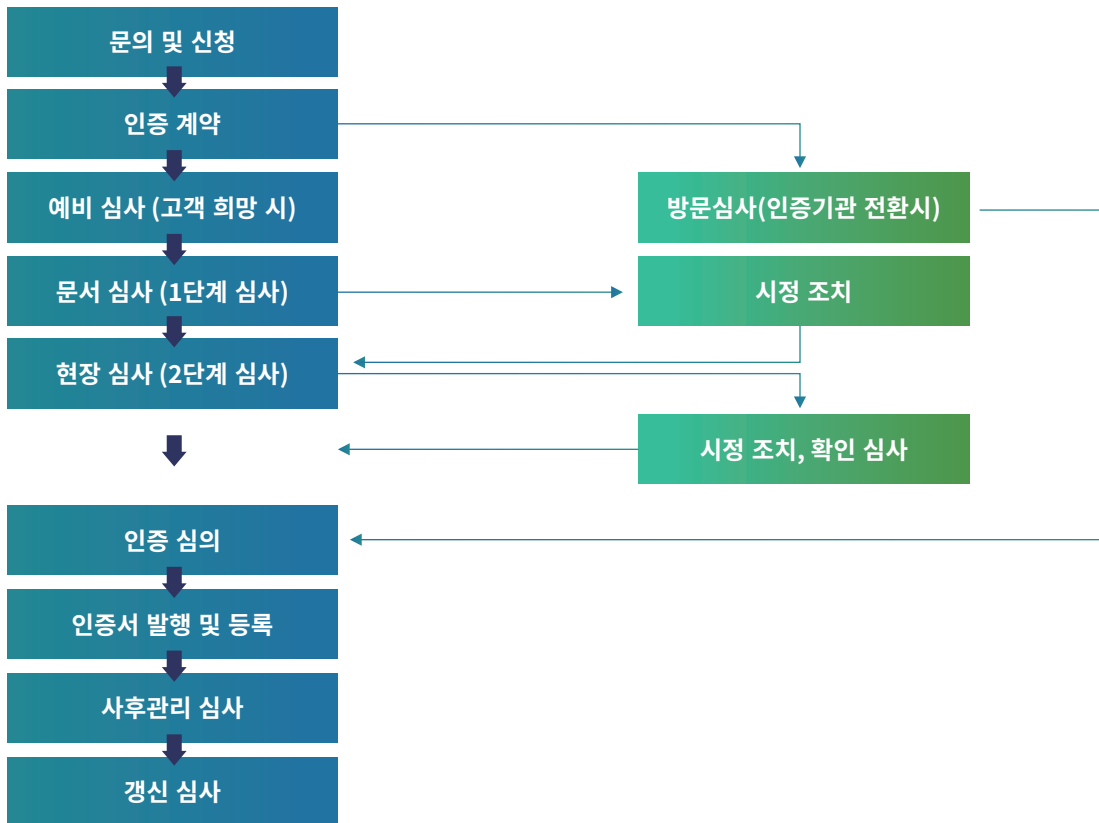 문의 및 신청
인증 계약
예비 심사 (고객 희망 시)
방문심사(인증기관 전환시)
문서 심사 (1단계 심사)
시정 조치
현장 심사 (2단계 심사)
시정 조치, 확인 심사
인증 심의
인증서 발행 및 등록
사후관리 심사
갱신 심사